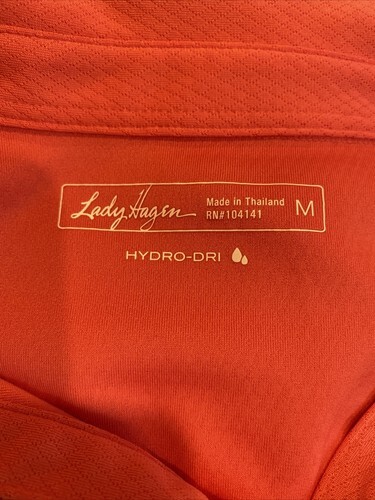 Lady Hagen
Made in Thailand
RN#104141
M
HYDRO-DRI